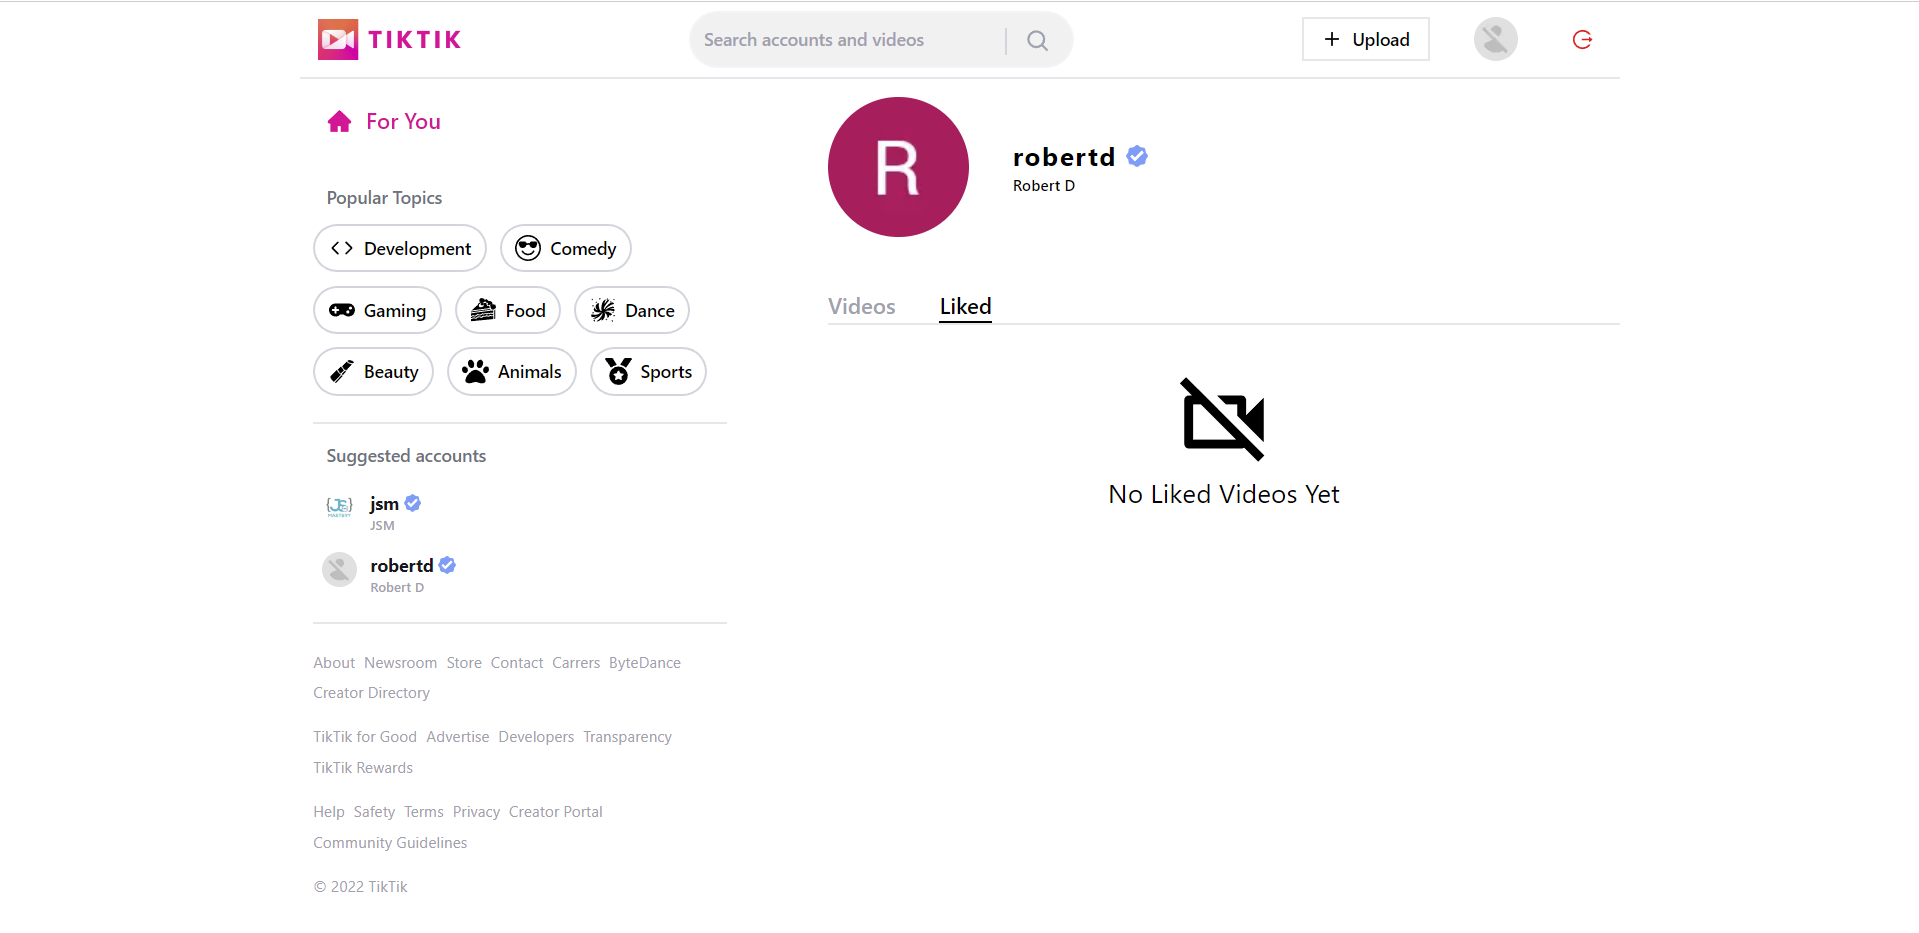 TIKTIK
Search accounts and videos
Upload
For You
Popular Topics
Development Comedy
Gaming Food Dance
Beauty Animals Sports
Suggested accounts
JS
MASTERY
jsm
JSM
robertd
Robert D
About Newsroom Store Contact Carrers ByteDance
Creator Directory
TikTik for Good Advertise Developers Transparency
TikTik Rewards
Help Safety Terms Privacy Creator Portal
Community Guidelines
© 2022 TikTik
R
robertd
Robert D
Videos Liked
No Liked Videos Yet